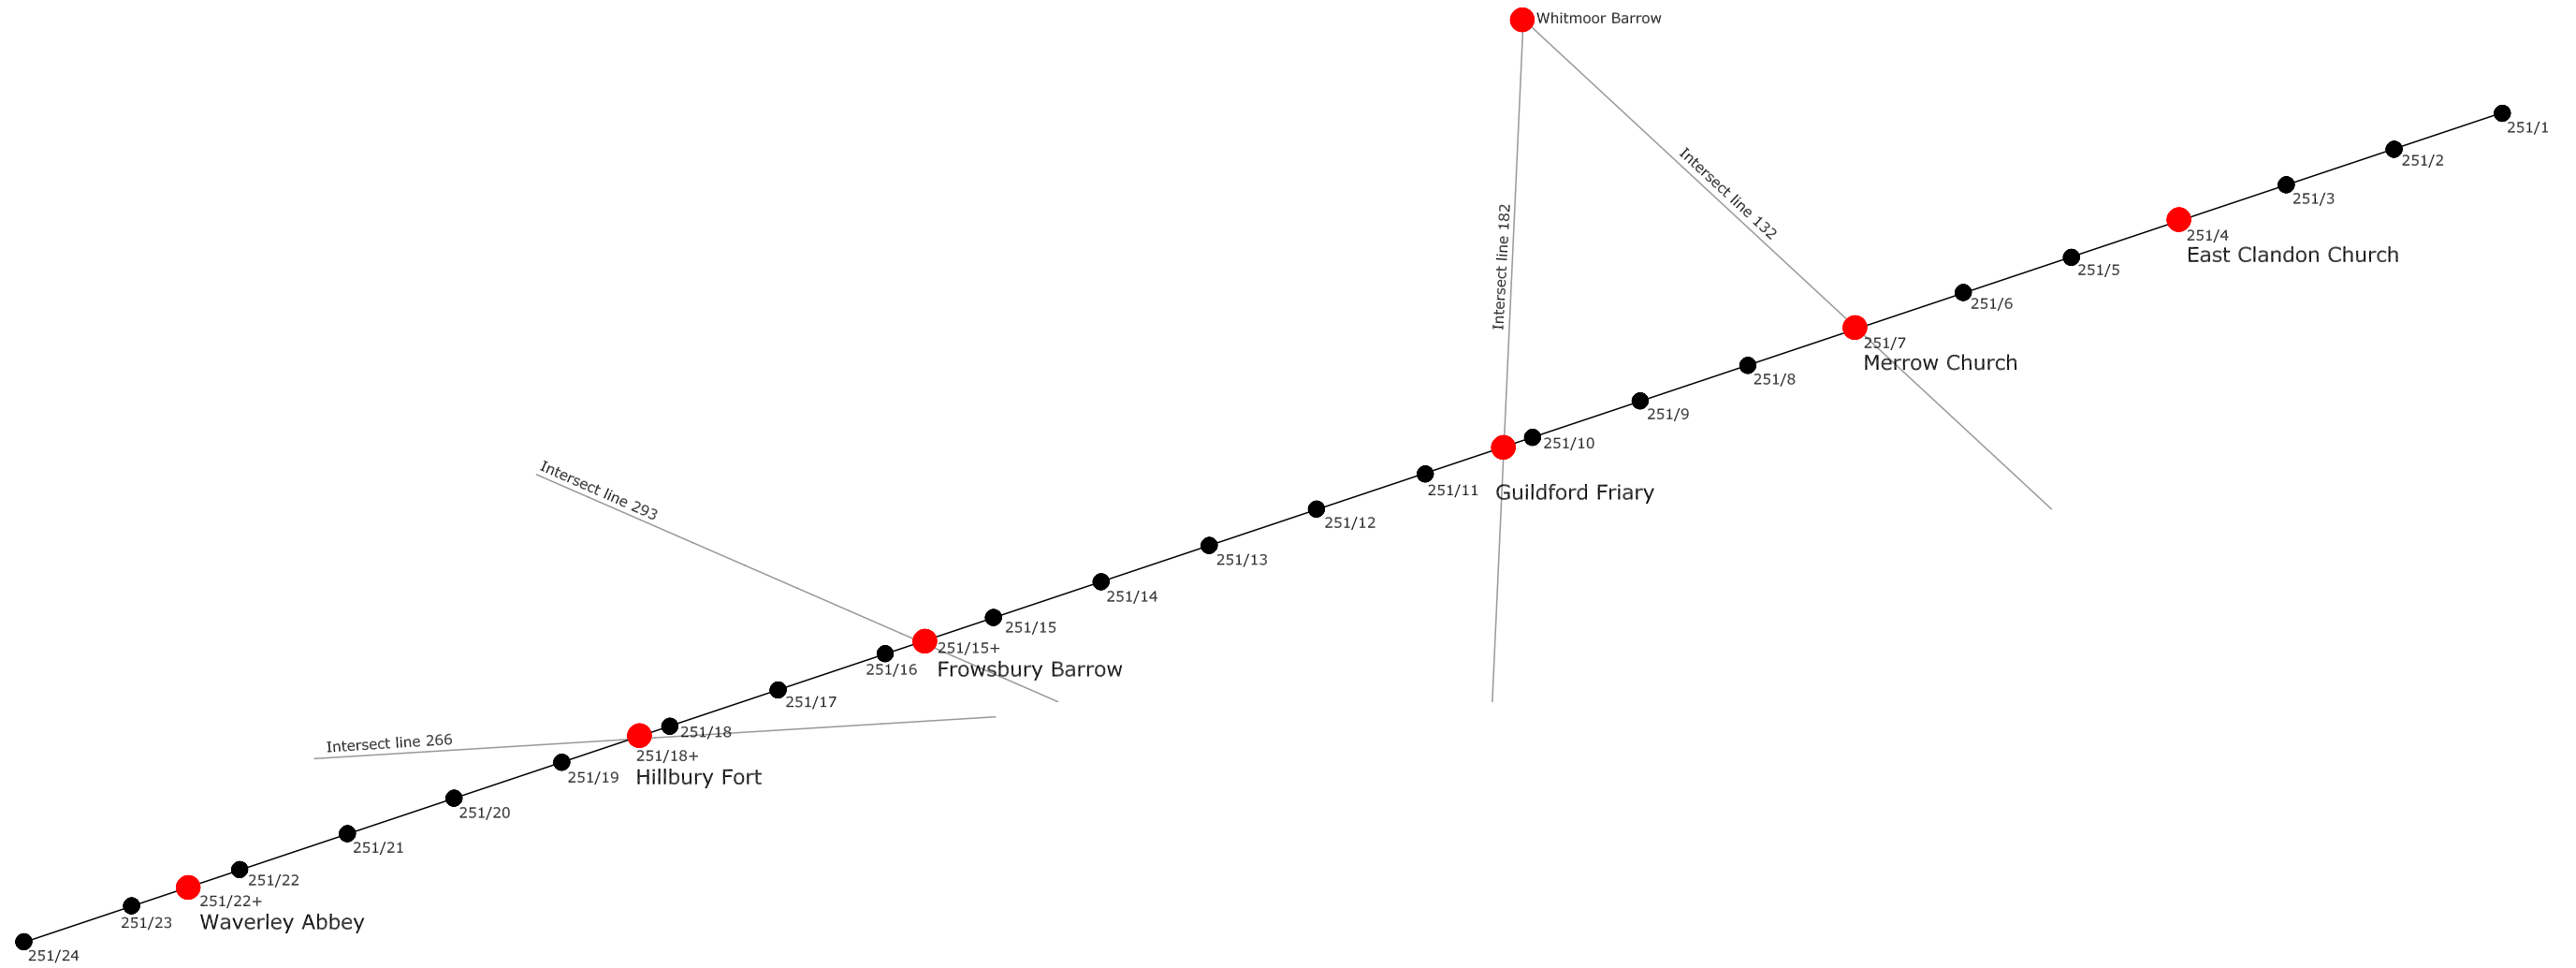 Whitmoor Barrow
251/1
251/2
Intersect line 132
251/3
251/4
East Clandon Church
Intersect line 182
251/5
251/6
251/7
Merrow Church
251/8
251/9
251/10
251/11
Guildford Friary
Intersect line 293
251/12
251/13
251/14
251/15
251/15+
Frowsbury Barrow
251/16
251/17
251/18
Intersect line 266
251/18+
Hillbury Fort
251/19
251/20
251/21
251/22
251/22+
Waverley Abbey
251/23
251/24